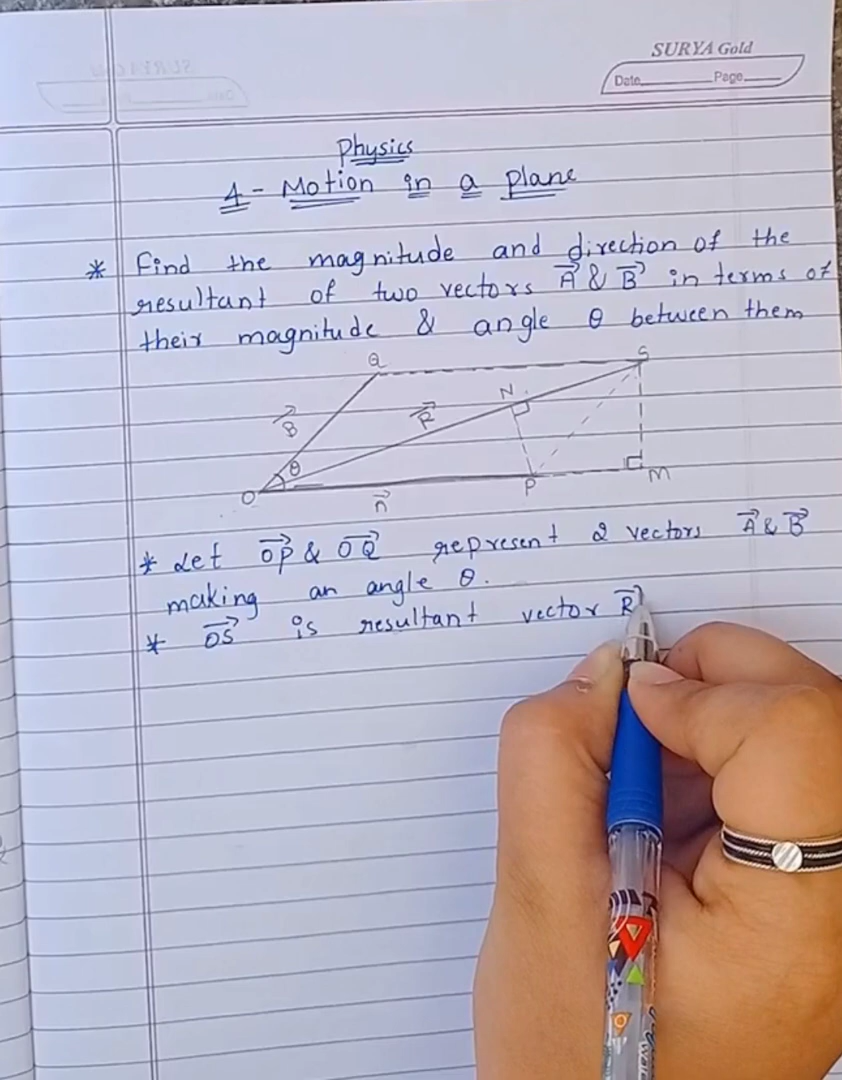 SURYA Gold
Date Page
Physics
4 - Motion in a plane
* Find the magnitude and direction of the
resultant of two vectors A⃗ & B⃗ in terms of
their magnitude & angle θ between them
Q S
N
B⃗ R⃗
θ
O P M
n⃗
* Let OP⃗ & OQ⃗ represent 2 vectors A⃗ & B⃗
making an angle θ.
* OS⃗ is resultant vector R⃗